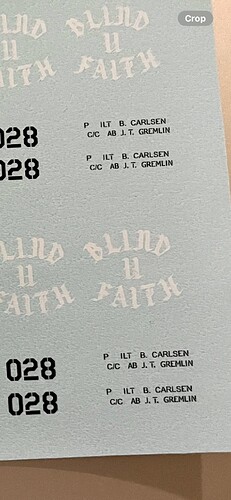 Crop
BLIND
II
FAITH
BLIND
II
FAITH
028
P ILT B. CARLSEN
C/C AB J. T. GREMLIN
028
P ILT B. CARLSEN
C/C AB J. T. GREMLIN
BLIND
II
FAITH
BLIND
II
FAITH
028
P ILT B. CARLSEN
C/C AB J. T. GREMLIN
028
P ILT B. CARLSEN
C/C AB J. T. GREMLIN